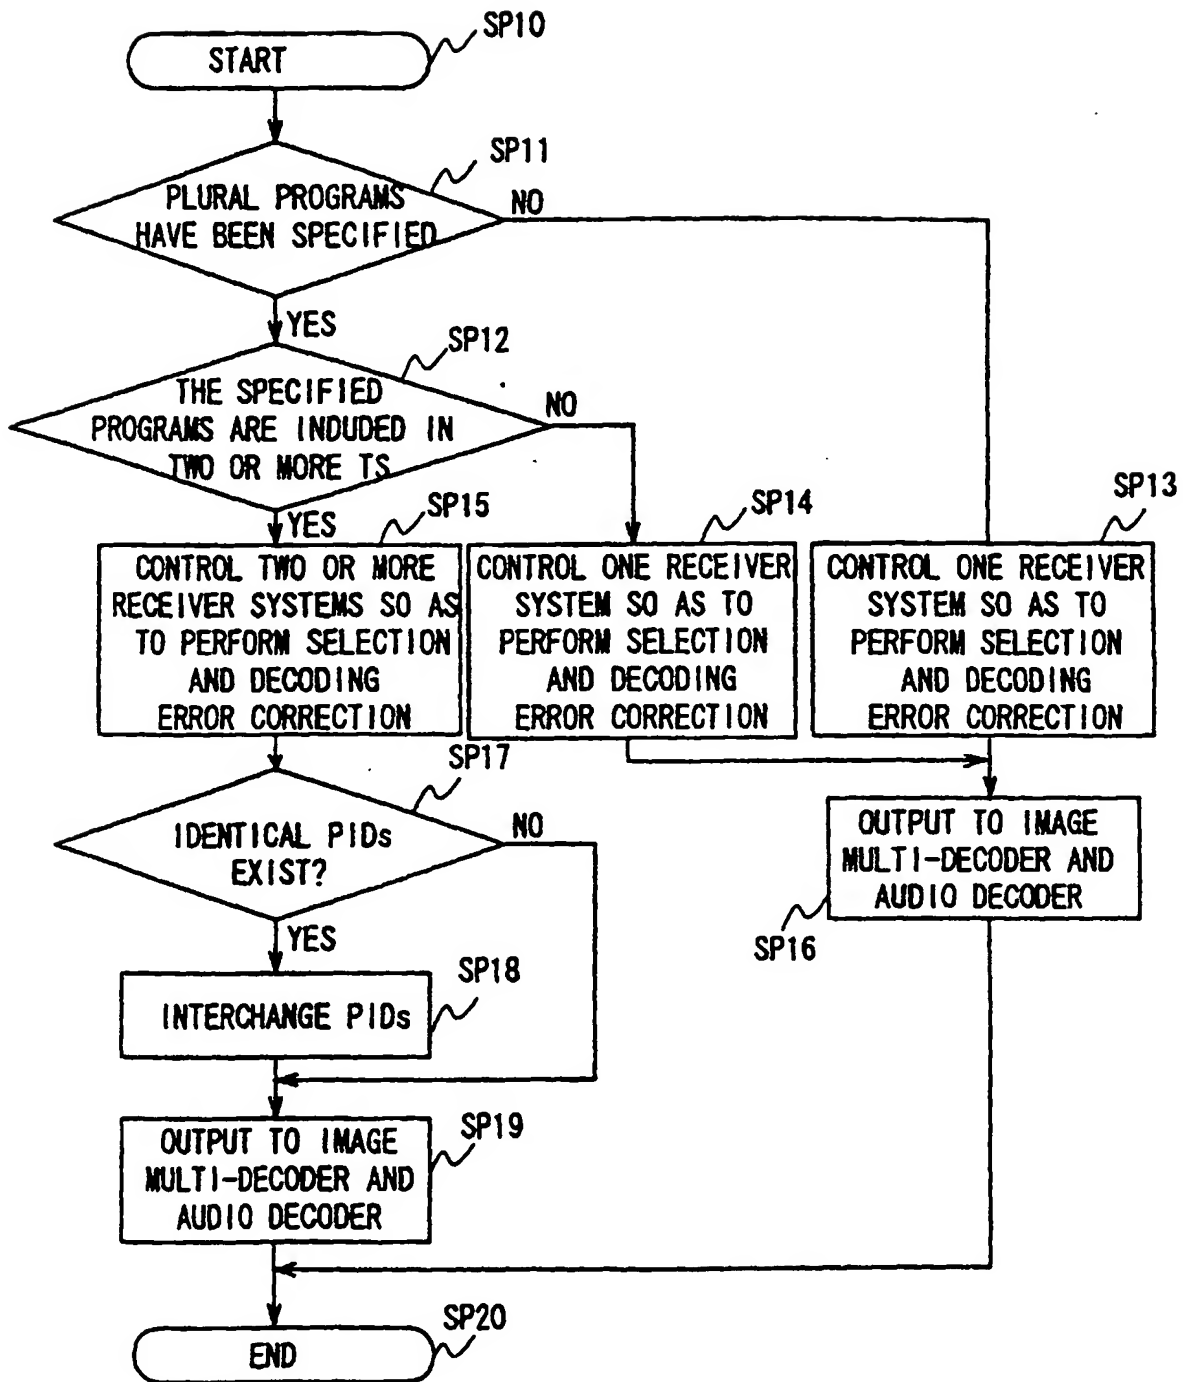 SP10
START
SP11
PLURAL PROGRAMS
HAVE BEEN SPECIFIED
NO
YES
SP12
THE SPECIFIED
PROGRAMS ARE INDUDED IN
TWO OR MORE TS
NO
YES
SP15
CONTROL TWO OR MORE
RECEIVER SYSTEMS SO AS
TO PERFORM SELECTION
AND DECODING
ERROR CORRECTION
SP14
CONTROL ONE RECEIVER
SYSTEM SO AS TO
PERFORM SELECTION
AND DECODING
ERROR CORRECTION
SP13
CONTROL ONE RECEIVER
SYSTEM SO AS TO
PERFORM SELECTION
AND DECODING
ERROR CORRECTION
SP17
IDENTICAL PIDs
EXIST?
NO
YES
OUTPUT TO IMAGE
MULTI-DECODER AND
AUDIO DECODER
SP16
SP18
INTERCHANGE PIDs
SP19
OUTPUT TO IMAGE
MULTI-DECODER AND
AUDIO DECODER
SP20
END